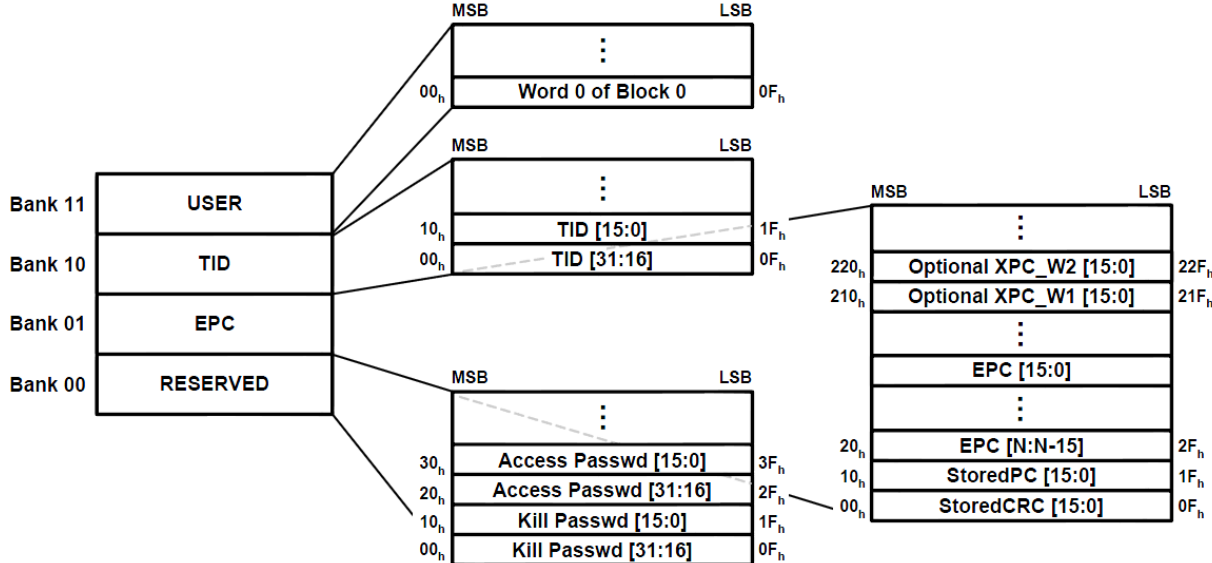 MSB LSB
⋮
00h Word 0 of Block 0 0Fh
Bank 11 USER
Bank 10 TID
Bank 01 EPC
Bank 00 RESERVED
MSB LSB
⋮
10h TID [15:0] 1Fh
00h TID [31:16] 0Fh
MSB LSB
⋮
30h Access Passwd [15:0] 3Fh
20h Access Passwd [31:16] 2Fh
10h Kill Passwd [15:0] 1Fh
00h Kill Passwd [31:16] 0Fh
MSB LSB
⋮
220h Optional XPC_W2 [15:0] 22Fh
210h Optional XPC_W1 [15:0] 21Fh
⋮
EPC [15:0]
⋮
20h EPC [N:N-15] 2Fh
10h StoredPC [15:0] 1Fh
00h StoredCRC [15:0] 0Fh